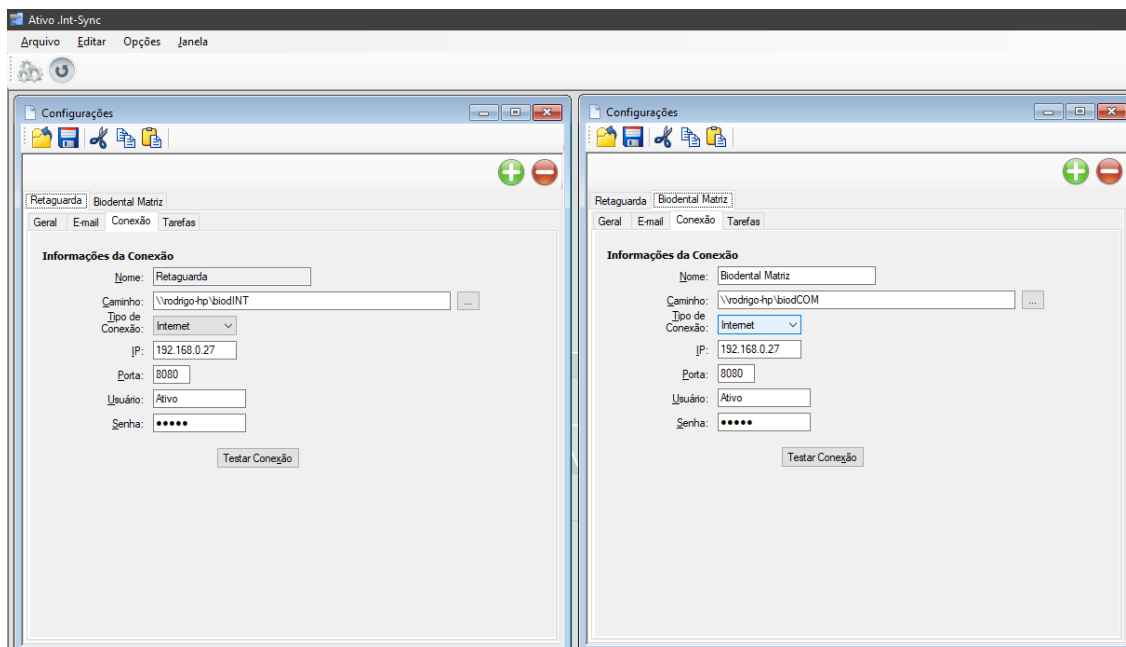 Ativo .Int-Sync
Arquivo Editar Opções Janela
Configurações
Retaguarda Biodental Matriz
Geral E-mail Conexão Tarefas
Informações da Conexão
Nome: Retaguarda
Caminho: \\rodrigo-hp\biodINT ...
Tipo de
Conexão: Internet
IP: 192.168.0.27
Porta: 8080
Usuário: Ativo
Senha: •••••
Testar Conexão
Configurações
Retaguarda Biodental Matriz
Geral E-mail Conexão Tarefas
Informações da Conexão
Nome: Biodental Matriz
Caminho: \\rodrigo-hp\biodCOM ...
Tipo de
Conexão: Internet
IP: 192.168.0.27
Porta: 8080
Usuário: Ativo
Senha: •••••
Testar Conexão